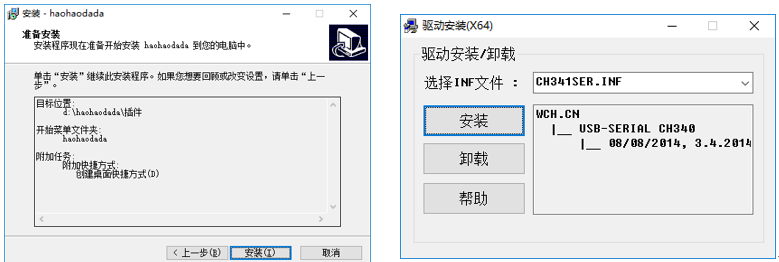 安装 - haohaodada
准备安装
安装程序现在准备开始安装 haohaodada 到您的电脑中。
单击“安装”继续此安装程序。如果您想要回顾或改变设置，请单击“上一
步”。
目标位置:
d:\haohaodada\插件
开始菜单文件夹:
haohaodada
附加任务:
附加快捷方式:
创建桌面快捷方式(D)
< 上一步(B)
安装(I)
取消
驱动安装(X64)
驱动安装/卸载
选择INF文件 :
CH341SER.INF
安装
卸载
帮助
WCH.CN
|__ USB-SERIAL CH340
|__ 08/08/2014, 3.4.2014